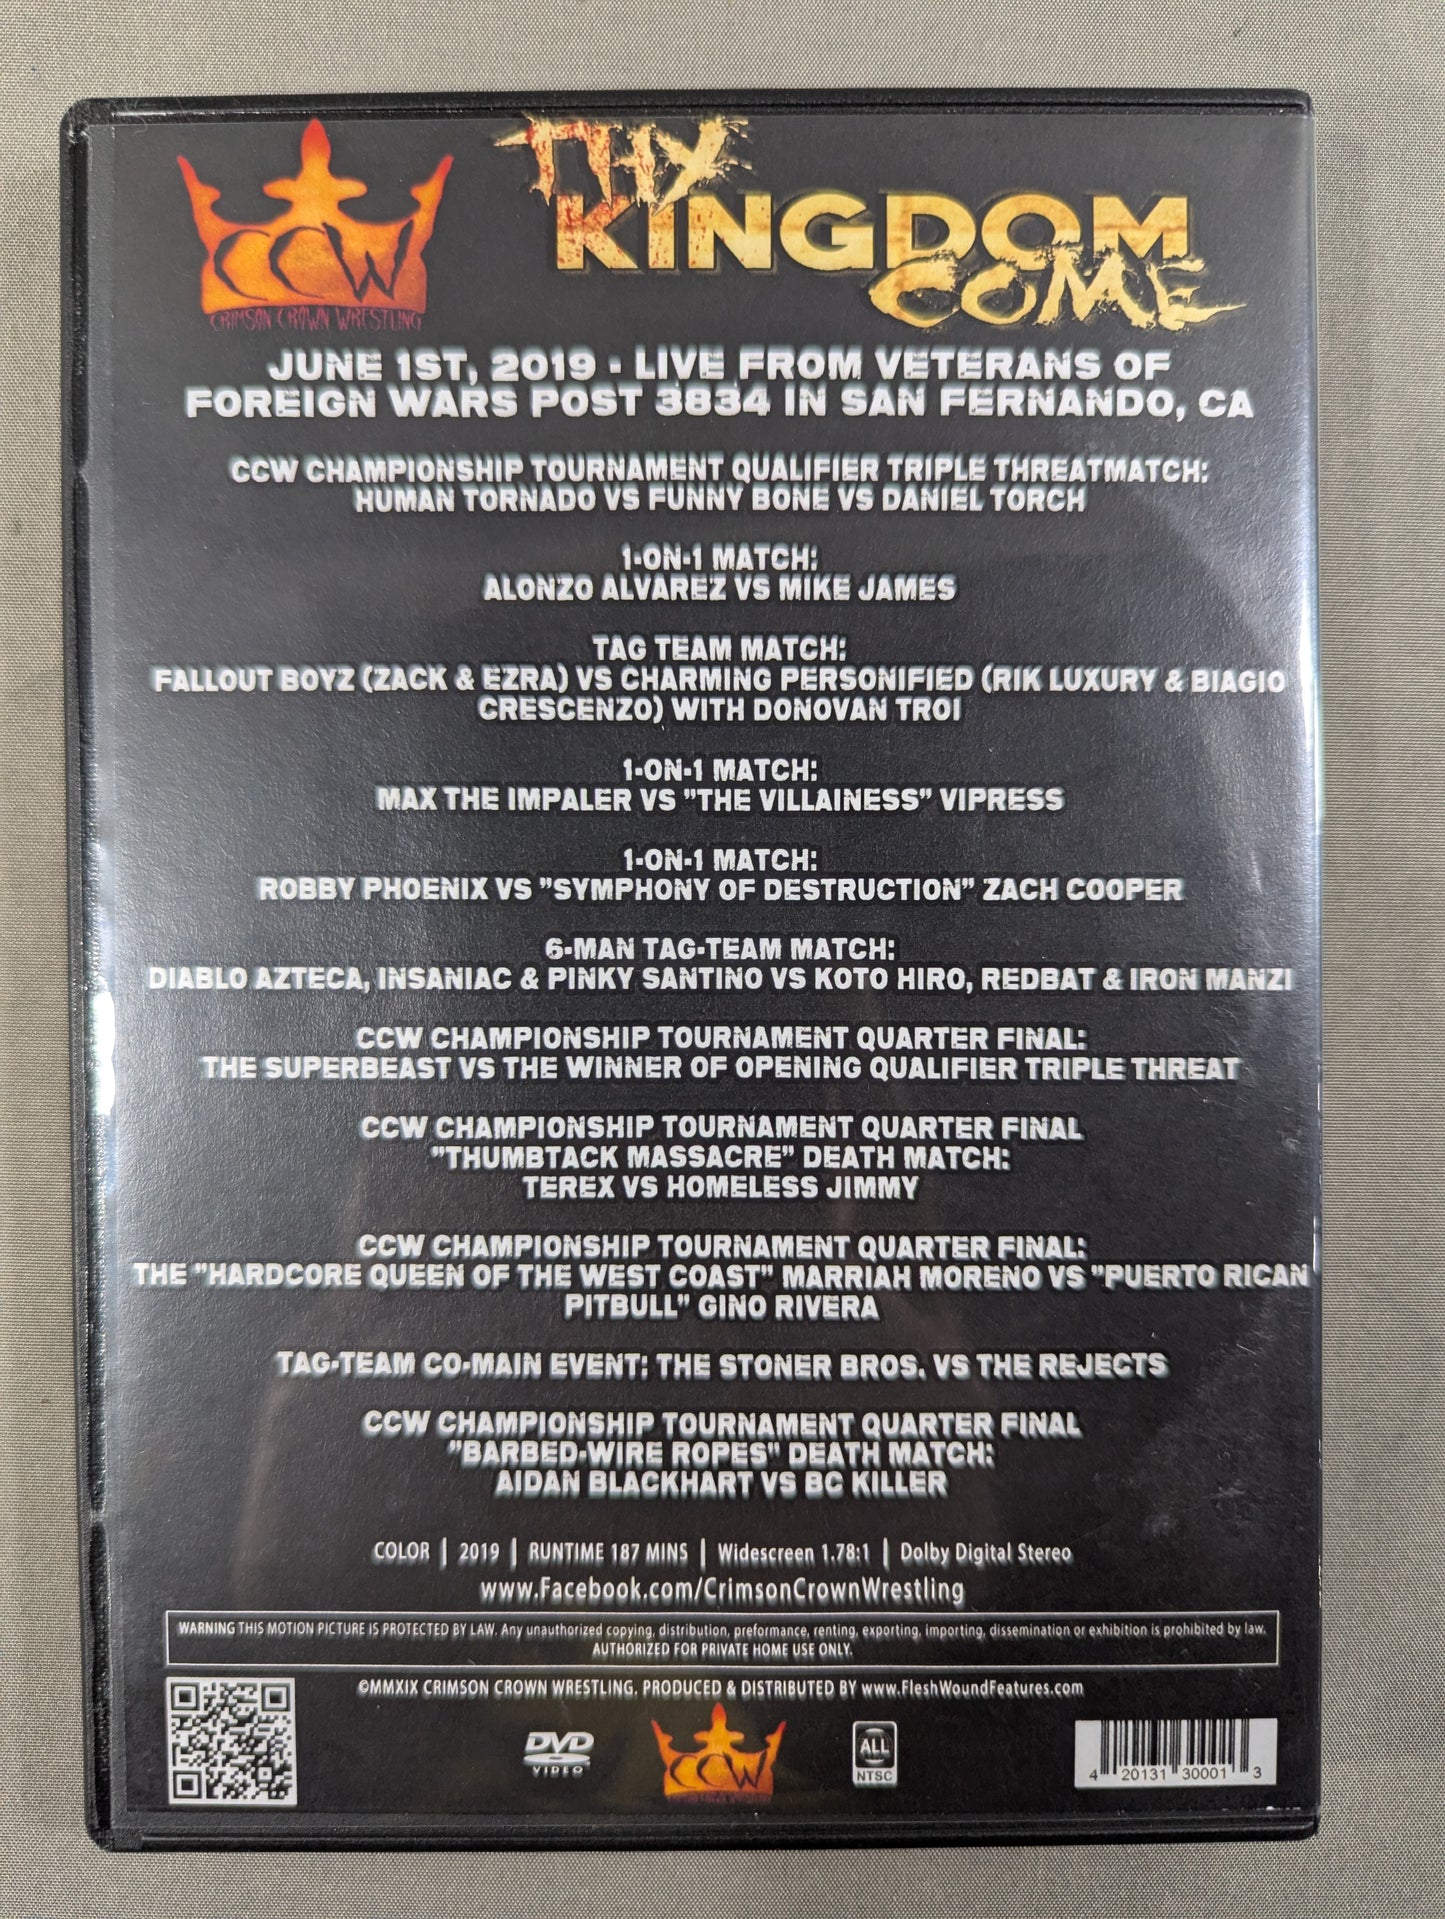 CCW
CRIMSON CROWN WRESTLING
THY
KINGDOM
COME
JUNE 1ST, 2019 - LIVE FROM VETERANS OF
FOREIGN WARS POST 3834 IN SAN FERNANDO, CA
CCW CHAMPIONSHIP TOURNAMENT QUALIFIER TRIPLE THREATMATCH:
HUMAN TORNADO VS FUNNY BONE VS DANIEL TORCH
1-ON-1 MATCH:
ALONZO ALVAREZ VS MIKE JAMES
TAG TEAM MATCH:
FALLOUT BOYZ (ZACK & EZRA) VS CHARMING PERSONIFIED (RIK LUXURY & BIAGIO
CRESCENZO) WITH DONOVAN TROI
1-ON-1 MATCH:
MAX THE IMPALER VS "THE VILLAINESS" VIPRESS
1-ON-1 MATCH:
ROBBY PHOENIX VS "SYMPHONY OF DESTRUCTION" ZACH COOPER
6-MAN TAG-TEAM MATCH:
DIABLO AZTECA, INSANIAC & PINKY SANTINO VS KOTO HIRO, REDBAT & IRON MANZI
CCW CHAMPIONSHIP TOURNAMENT QUARTER FINAL:
THE SUPERBEAST VS THE WINNER OF OPENING QUALIFIER TRIPLE THREAT
CCW CHAMPIONSHIP TOURNAMENT QUARTER FINAL
"THUMBTACK MASSACRE" DEATH MATCH:
TEREX VS HOMELESS JIMMY
CCW CHAMPIONSHIP TOURNAMENT QUARTER FINAL:
THE "HARDCORE QUEEN OF THE WEST COAST" MARRIAH MORENO VS "PUERTO RICAN
PITBULL" GINO RIVERA
TAG-TEAM CO-MAIN EVENT: THE STONER BROS. VS THE REJECTS
CCW CHAMPIONSHIP TOURNAMENT QUARTER FINAL
"BARBED-WIRE ROPES" DEATH MATCH:
AIDAN BLACKHART VS BC KILLER
COLOR | 2019 | RUNTIME 187 MINS | Widescreen 1.78:1 | Dolby Digital Stereo
www.Facebook.com/CrimsonCrownWrestling
WARNING THIS MOTION PICTURE IS PROTECTED BY LAW. Any unauthorized copying, distribution, preformance, renting, exporting, importing, dissemination or exhibition is prohibited by law.
AUTHORIZED FOR PRIVATE HOME USE ONLY.
©MMXIX CRIMSON CROWN WRESTLING. PRODUCED & DISTRIBUTED BY www.FleshWoundFeatures.com
DVD
VIDEO
CCW
ALL
NTSC
4 20131 30001 3